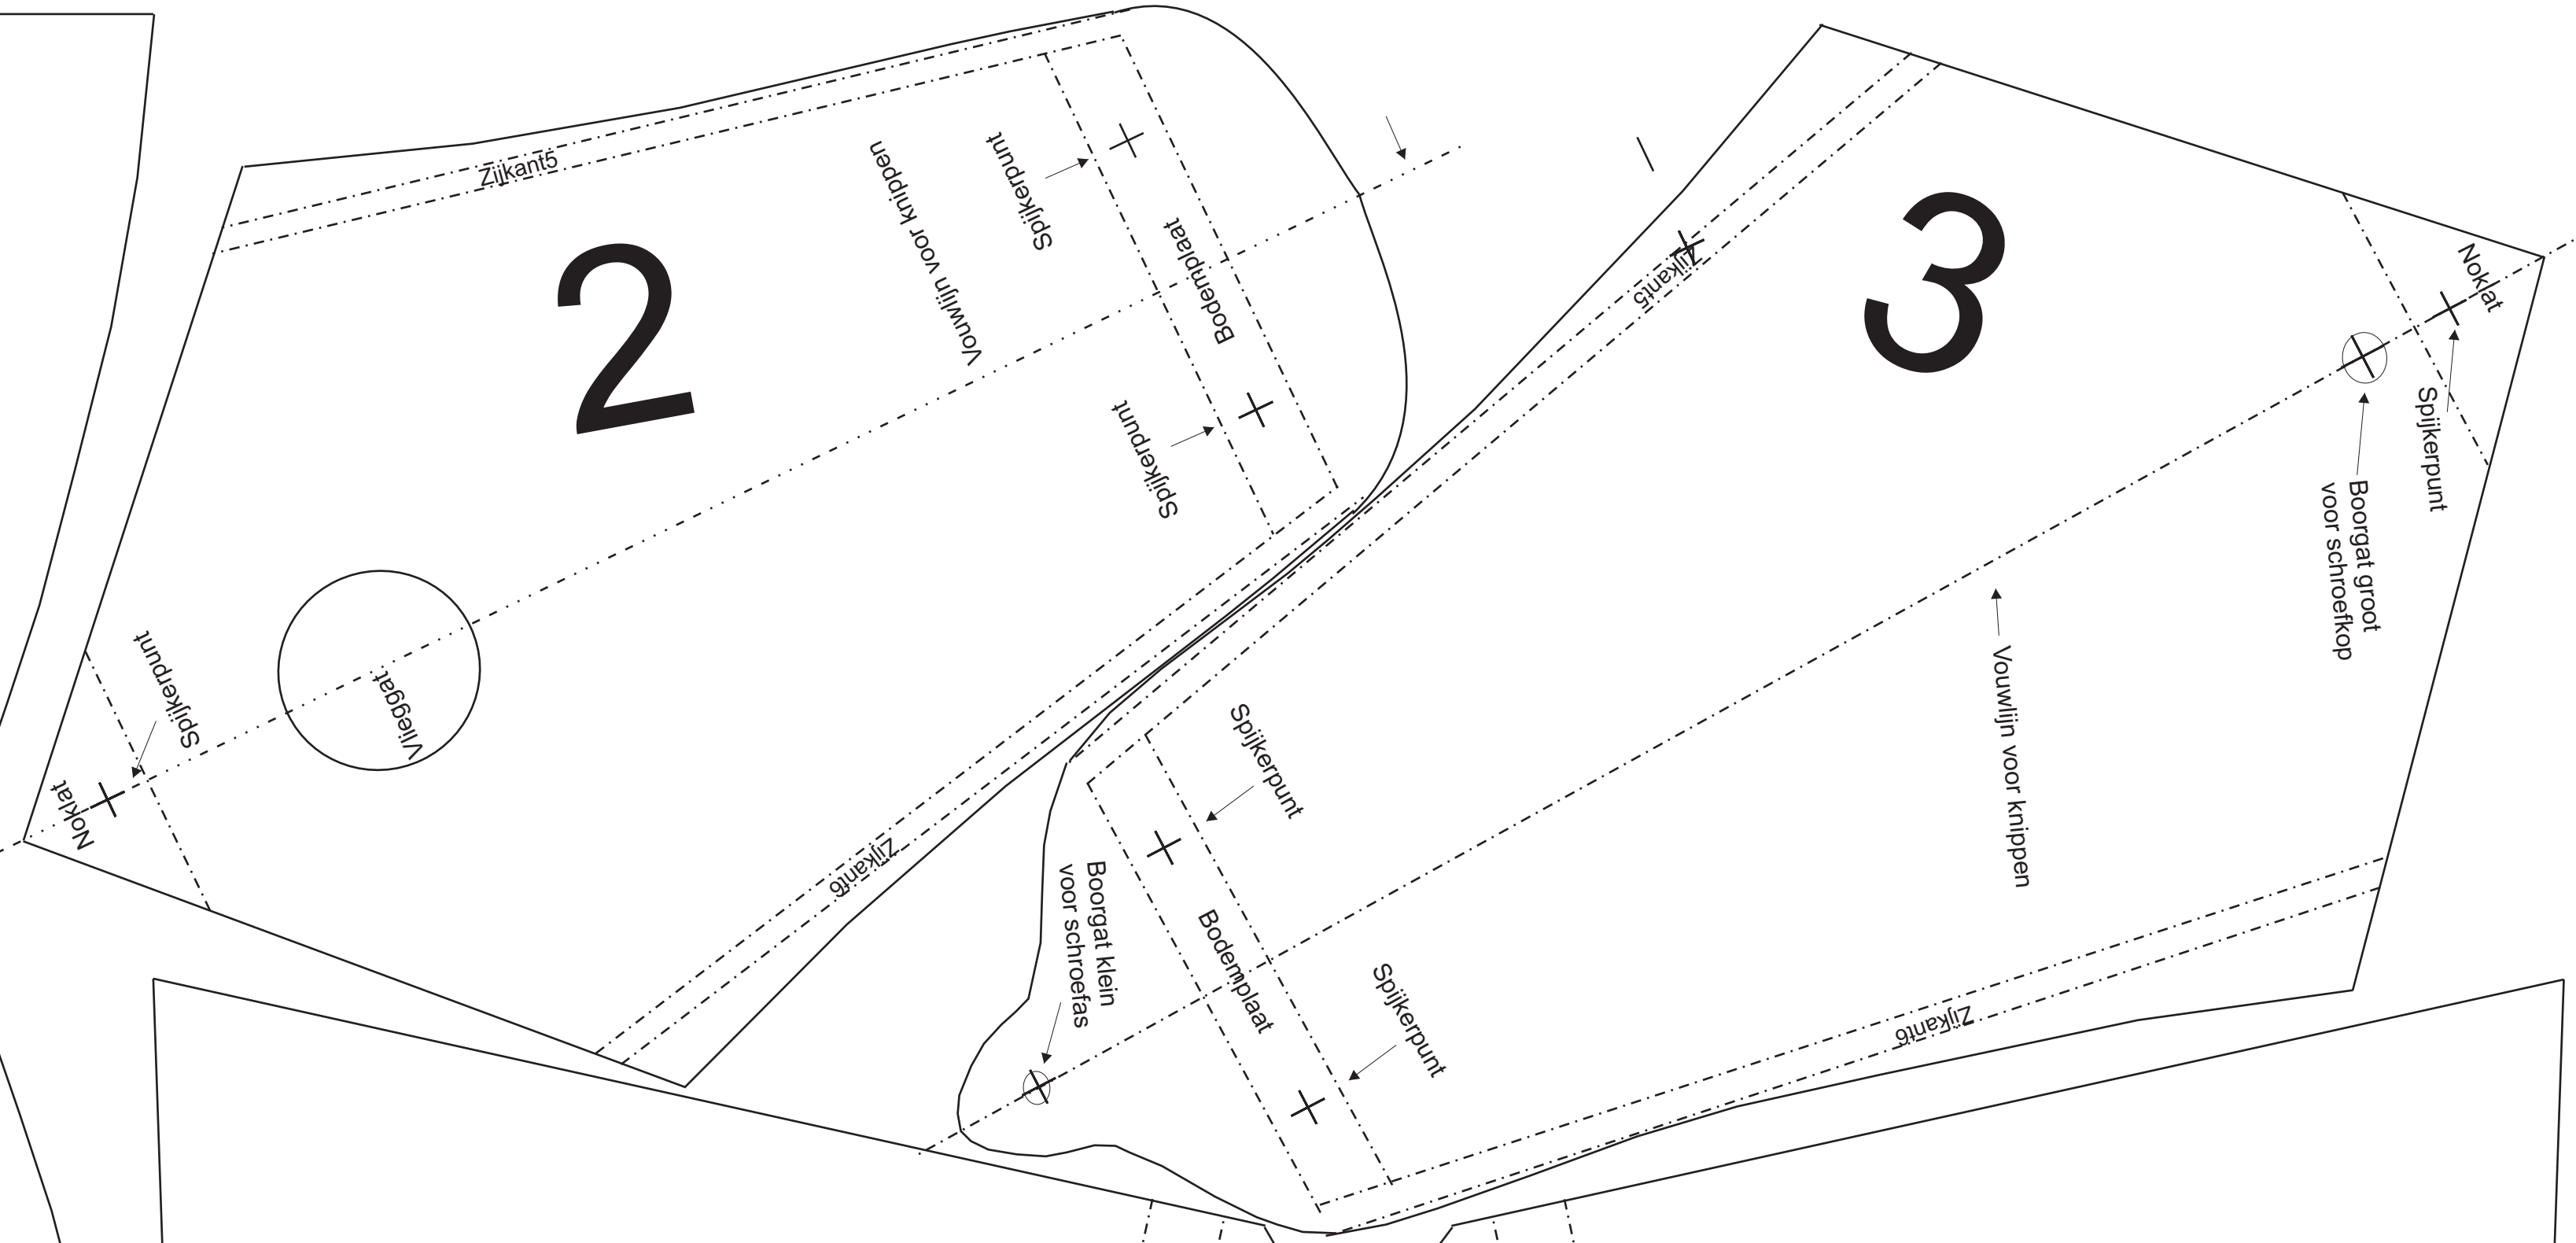 Zijkant5
2
Vouwlijn voor knippen
Spijkerpunt
Bodemplaat
Spijkerpunt
Vlieggat
Spijkerpunt
Noklat
Zijkant6
3
Zijkant5
Noklat
Spijkerpunt
Boorgat groot
voor schroefkop
Vouwlijn voor knippen
Spijkerpunt
Bodemplaat
Spijkerpunt
Boorgat klein
voor schroefas
Zijkant6